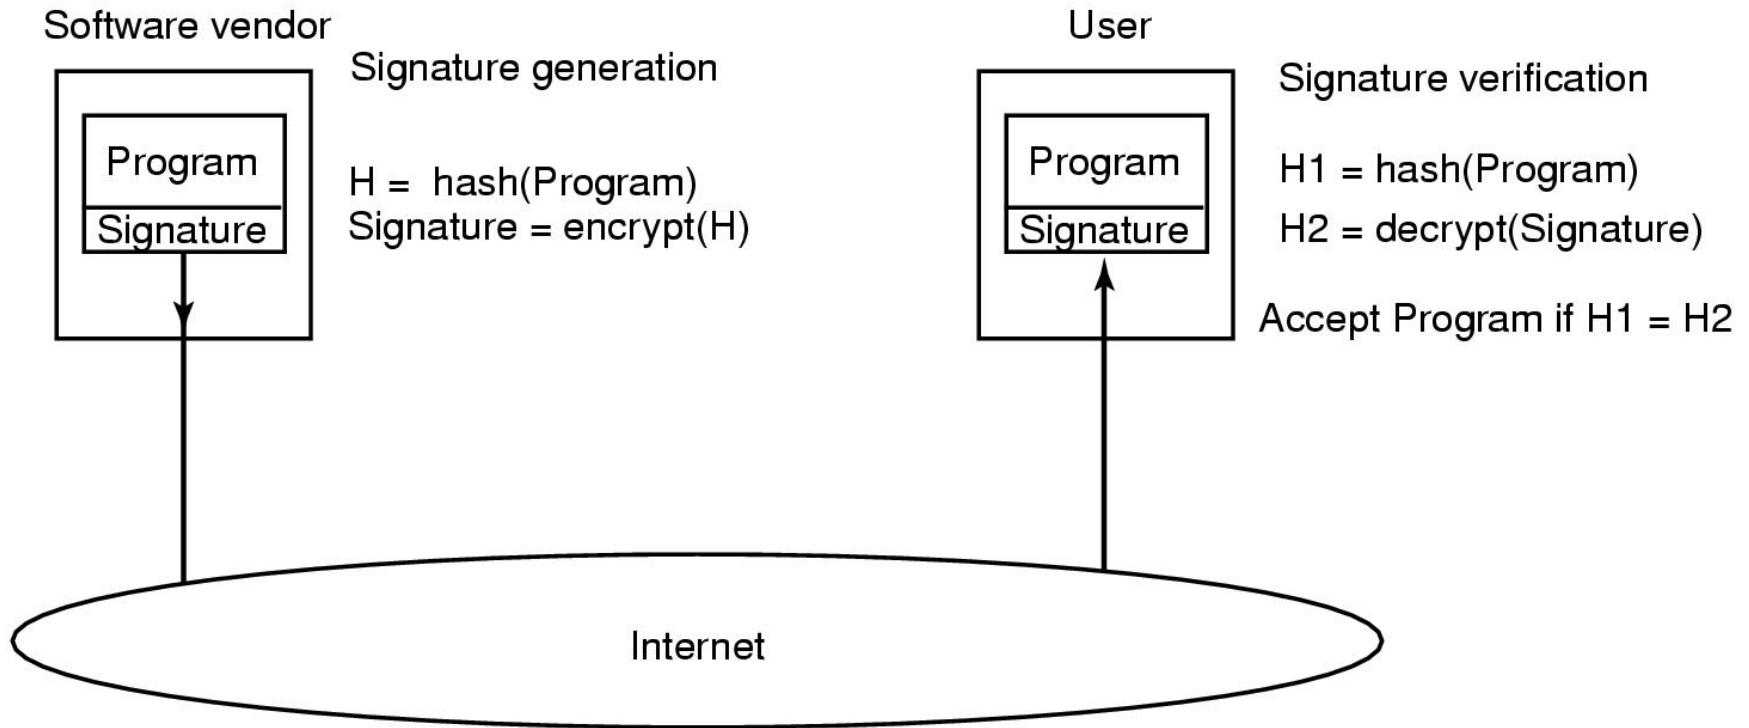 Software vendor
Signature generation
Program
Signature
H = hash(Program)
Signature = encrypt(H)
User
Signature verification
Program
Signature
H1 = hash(Program)
H2 = decrypt(Signature)
Accept Program if H1 = H2
Internet